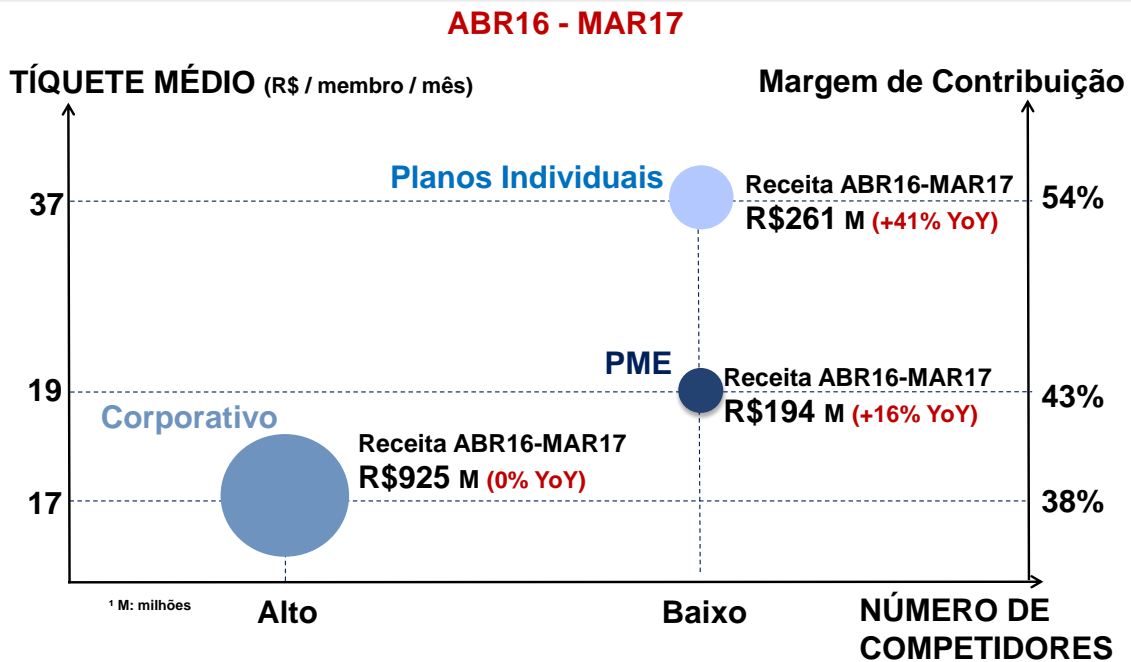 ABR16 - MAR17
TÍQUETE MÉDIO (R$ / membro / mês)
Margem de Contribuição
Planos Individuais
Receita ABR16-MAR17
R$261 M (+41% YoY)
37
54%
PME
Receita ABR16-MAR17
R$194 M (+16% YoY)
19
43%
Corporativo
Receita ABR16-MAR17
R$925 M (0% YoY)
17
38%
¹ M: milhões
Alto
Baixo
NÚMERO DE
COMPETIDORES